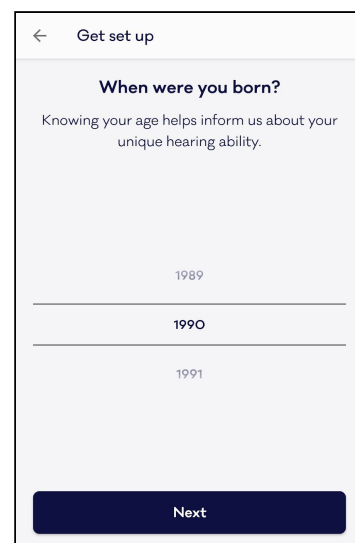 Get set up
When were you born?
Knowing your age helps inform us about your
unique hearing ability.
1989
1990
1991
Next